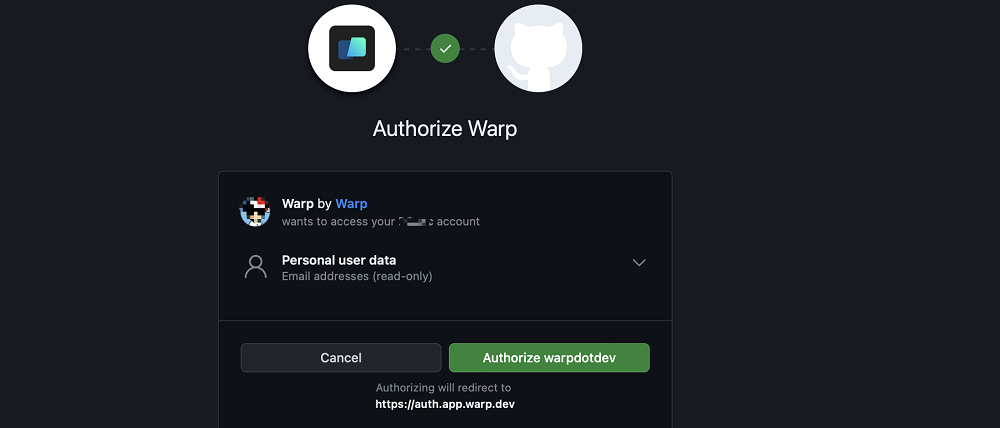 Authorize Warp
Warp by Warp
wants to access your account
Personal user data
Email addresses (read-only)
Cancel
Authorize warpdotdev
Authorizing will redirect to
https://auth.app.warp.dev